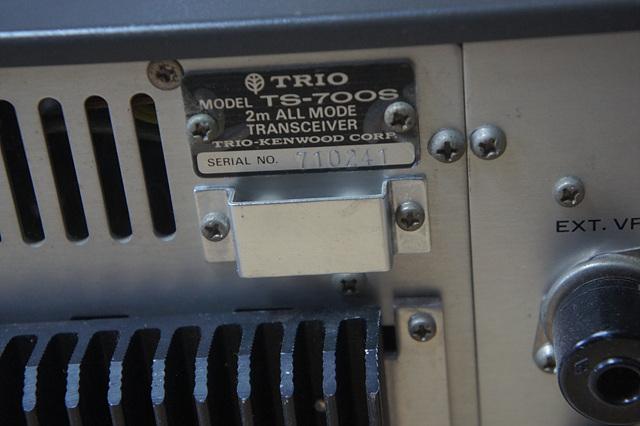 TRIO
MODEL TS-700S
2m ALL MODE
TRANSCEIVER
TRIO-KENWOOD CORP.
SERIAL NO. 710241
EXT. VF